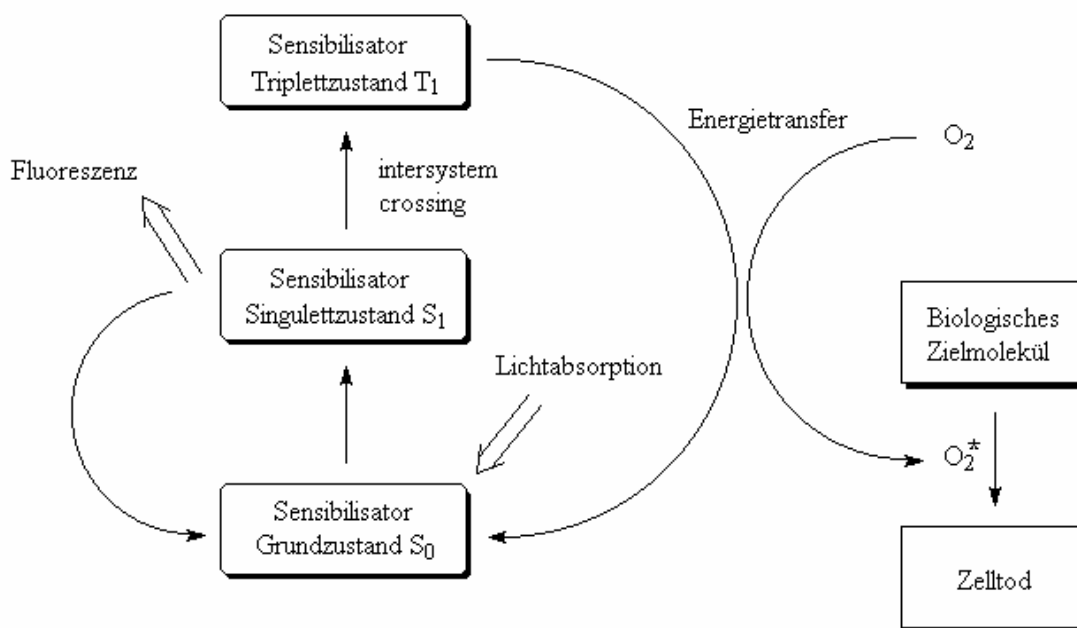 Sensibilisator
Triplettzustand T1
Energietransfer
O2
Fluoreszenz
intersystem
crossing
Sensibilisator
Singulettzustand S1
Biologisches
Zielmolekül
Lichtabsorption
O2*
Sensibilisator
Grundzustand S0
Zelltod